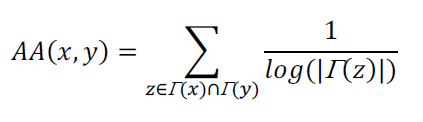 AA(x, y) = ∑_{z∈Γ(x)∩Γ(y)} 1 / log(|Γ(z)|)